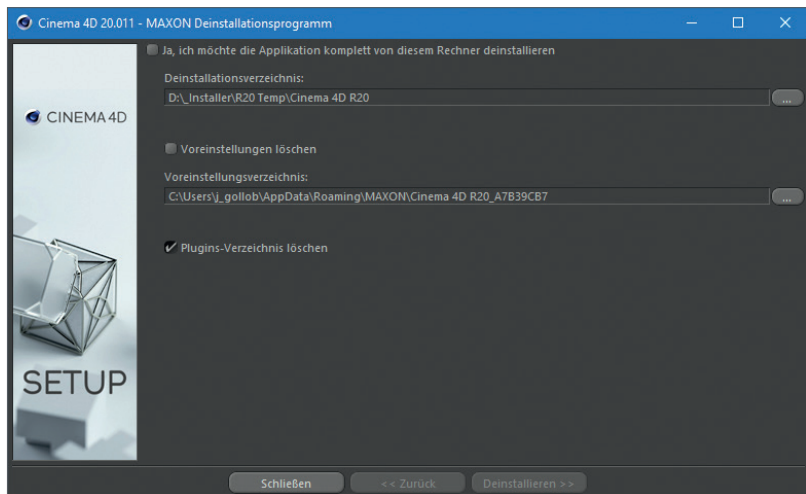 Cinema 4D 20.011 - MAXON Deinstallationsprogramm
Ja, ich möchte die Applikation komplett von diesem Rechner deinstallieren
Deinstallationsverzeichnis:
D:\_Installer\R20 Temp\Cinema 4D R20
...
CINEMA 4D
Voreinstellungen löschen
Voreinstellungsverzeichnis:
C:\Users\j_gollob\AppData\Roaming\MAXON\Cinema 4D R20_A7B39CB7
...
Plugins-Verzeichnis löschen
SETUP
Schließen
<< Zurück
Deinstallieren >>